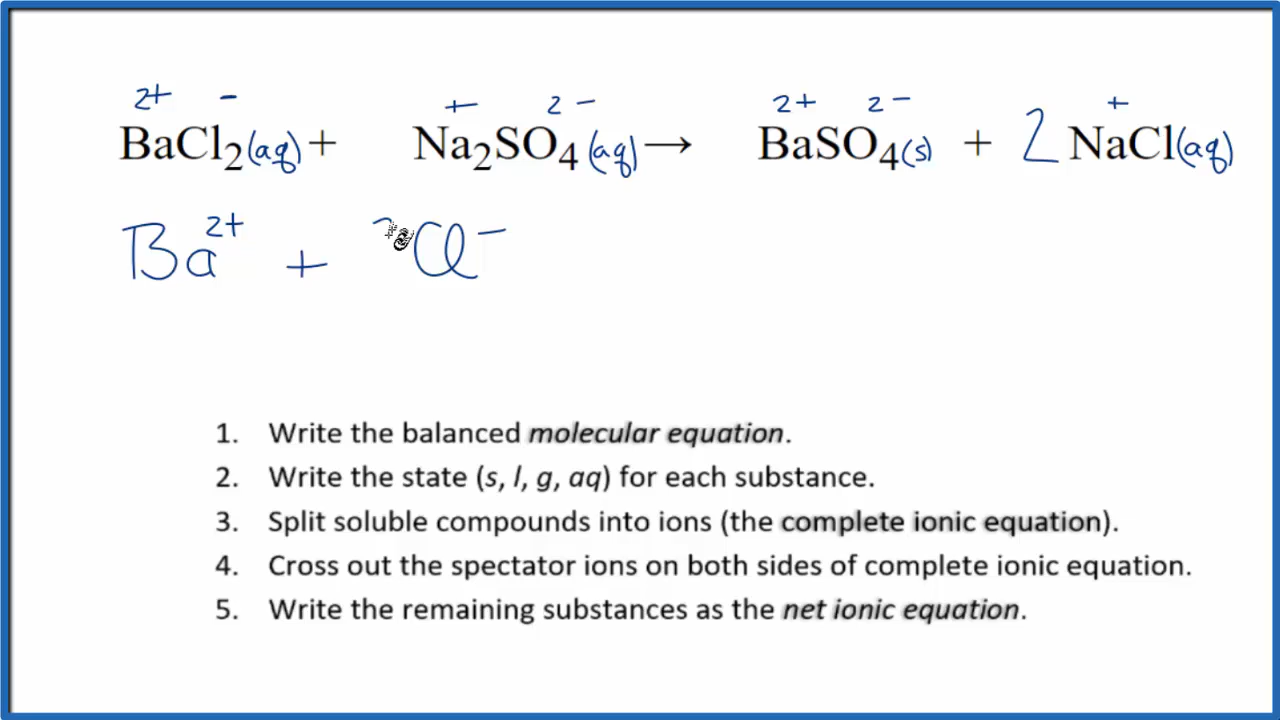 2+ - + 2- 2+ 2- +
BaCl2(aq) + Na2SO4(aq) → BaSO4(s) + 2 NaCl(aq)
Ba2+ + Cl-
1. Write the balanced molecular equation.
2. Write the state (s, l, g, aq) for each substance.
3. Split soluble compounds into ions (the complete ionic equation).
4. Cross out the spectator ions on both sides of complete ionic equation.
5. Write the remaining substances as the net ionic equation.